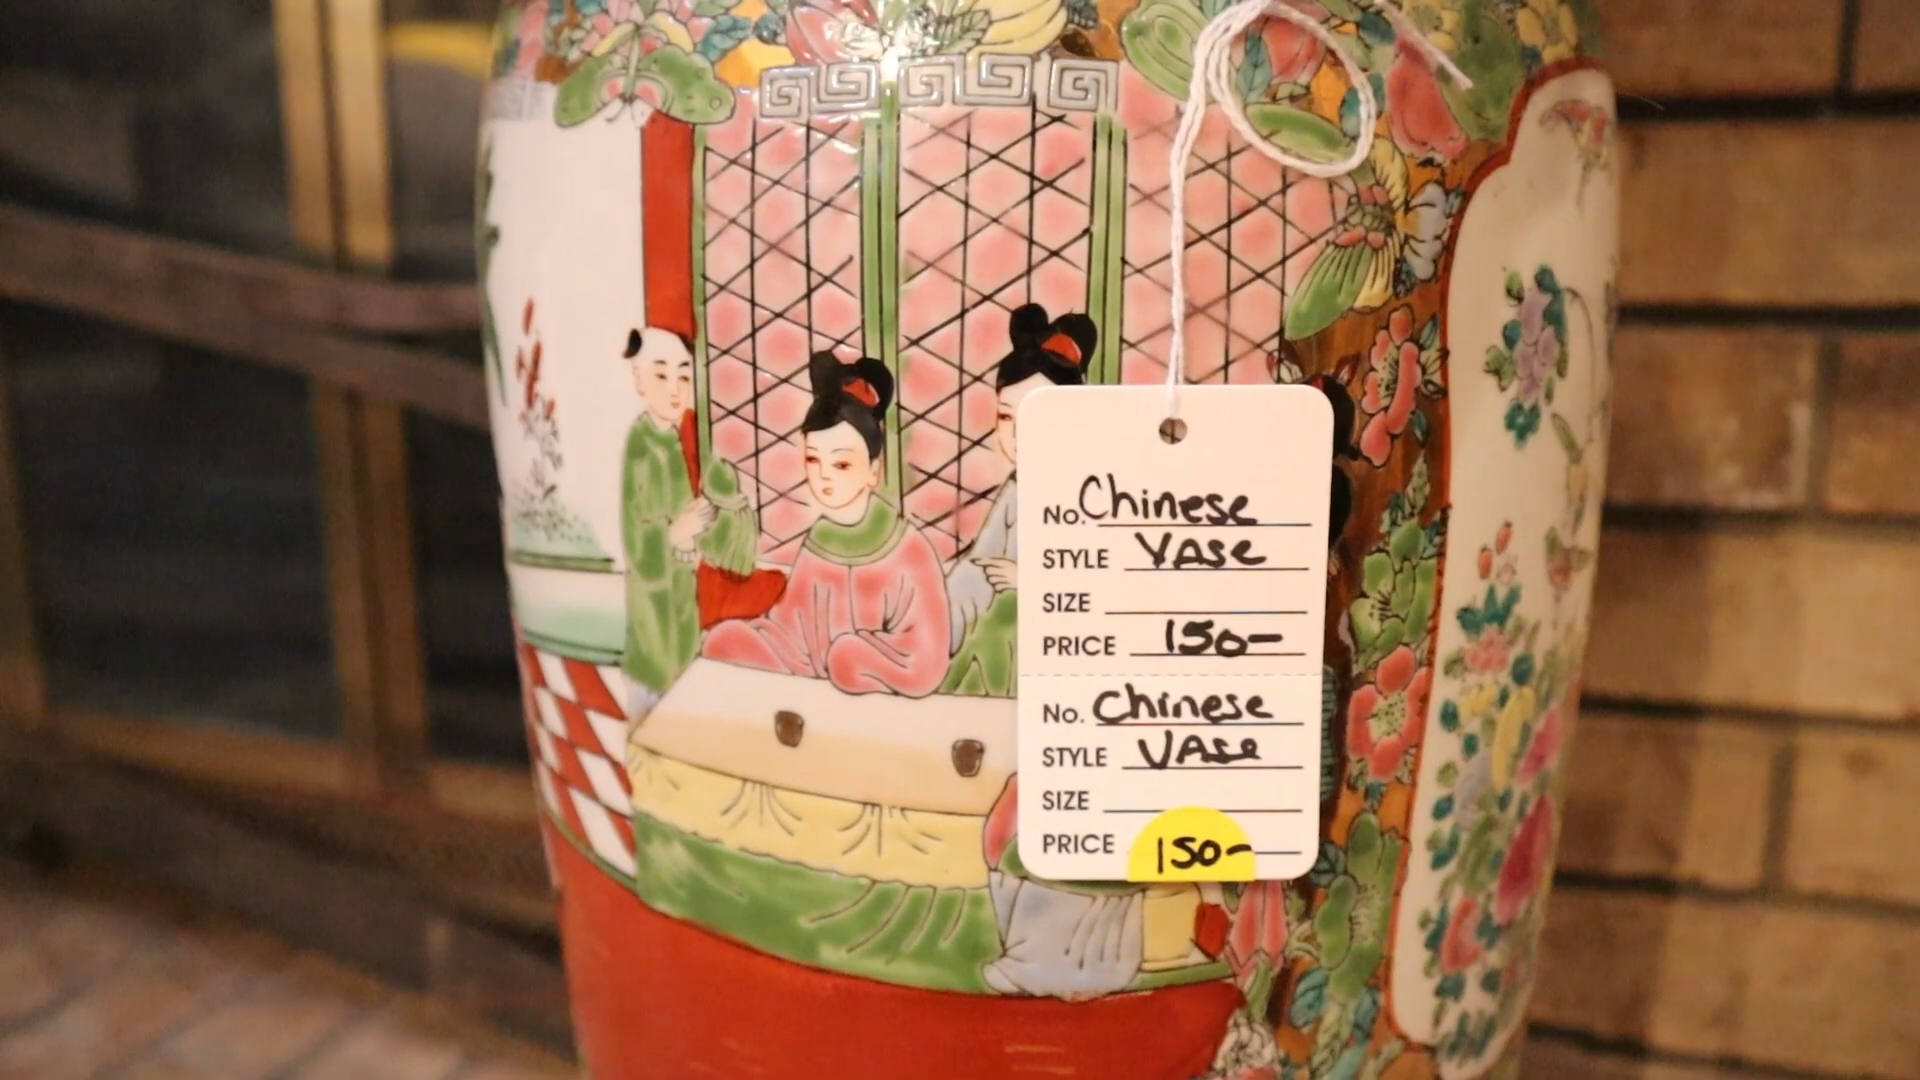 No. Chinese
STYLE VASe
SIZE
PRICE 150-
No. Chinese
STYLE VASe
SIZE
PRICE 150-